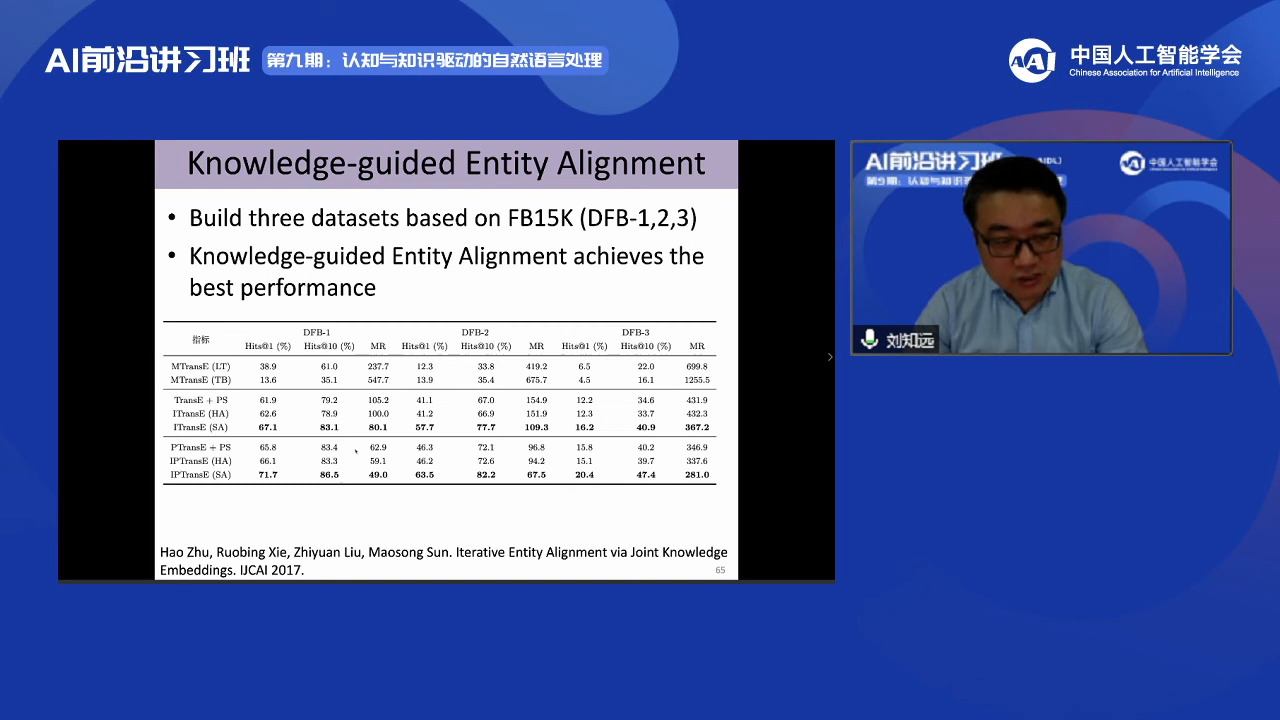 AI前沿讲习班 第九期：认知与知识驱动的自然语言处理
中国人工智能学会
Chinese Association for Artificial Intelligence
Knowledge-guided Entity Alignment
• Build three datasets based on FB15K (DFB-1,2,3)
• Knowledge-guided Entity Alignment achieves the
best performance
指标 DFB-1 DFB-2 DFB-3
Hits@1 (%) Hits@10 (%) MR Hits@1 (%) Hits@10 (%) MR Hits@1 (%) Hits@10 (%) MR
MTransE (LT) 38.9 61.0 237.7 12.3 33.8 419.2 6.5 22.0 699.8
MTransE (TB) 13.6 35.1 547.7 13.9 35.4 675.7 4.5 16.1 1255.5
TransE + PS 61.9 79.2 105.2 41.1 67.0 154.9 12.2 34.6 431.9
ITransE (HA) 62.6 78.9 100.0 41.2 66.9 151.9 12.3 33.7 432.3
ITransE (SA) 67.1 83.1 80.1 57.7 77.7 109.3 16.2 40.9 367.2
PTransE + PS 65.8 83.4 62.9 46.3 72.1 96.8 15.8 40.2 346.9
IPTransE (HA) 66.1 83.3 59.1 46.2 72.6 94.2 15.1 39.7 337.6
IPTransE (SA) 71.7 86.5 49.0 63.5 82.2 67.5 20.4 47.4 281.0
Hao Zhu, Ruobing Xie, Zhiyuan Liu, Maosong Sun. Iterative Entity Alignment via Joint Knowledge
Embeddings. IJCAI 2017.
65
AI前沿讲习班
中国人工智能学会
刘知远